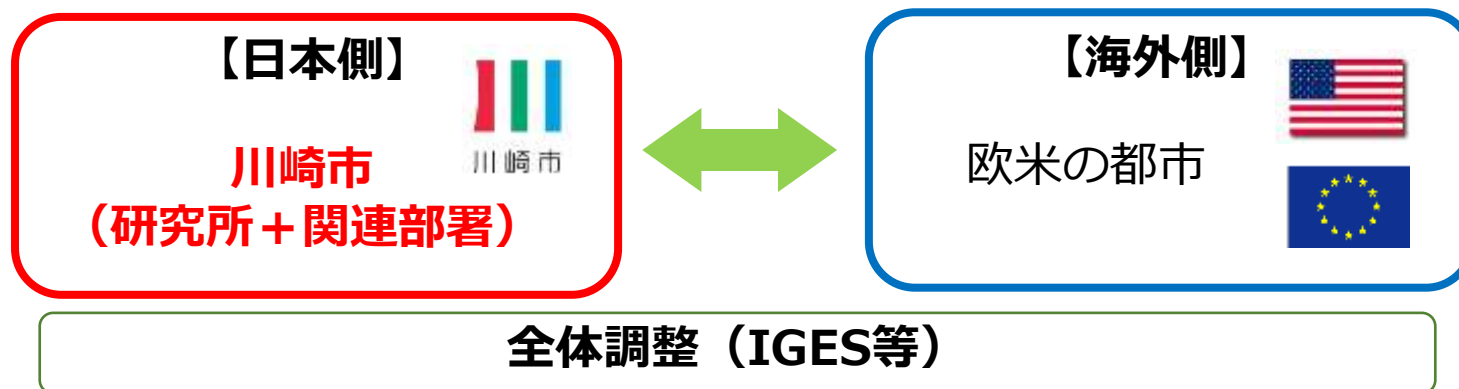 【日本側】
川崎市
川崎市
（研究所＋関連部署）
【海外側】
欧米の都市
全体調整（IGES等）